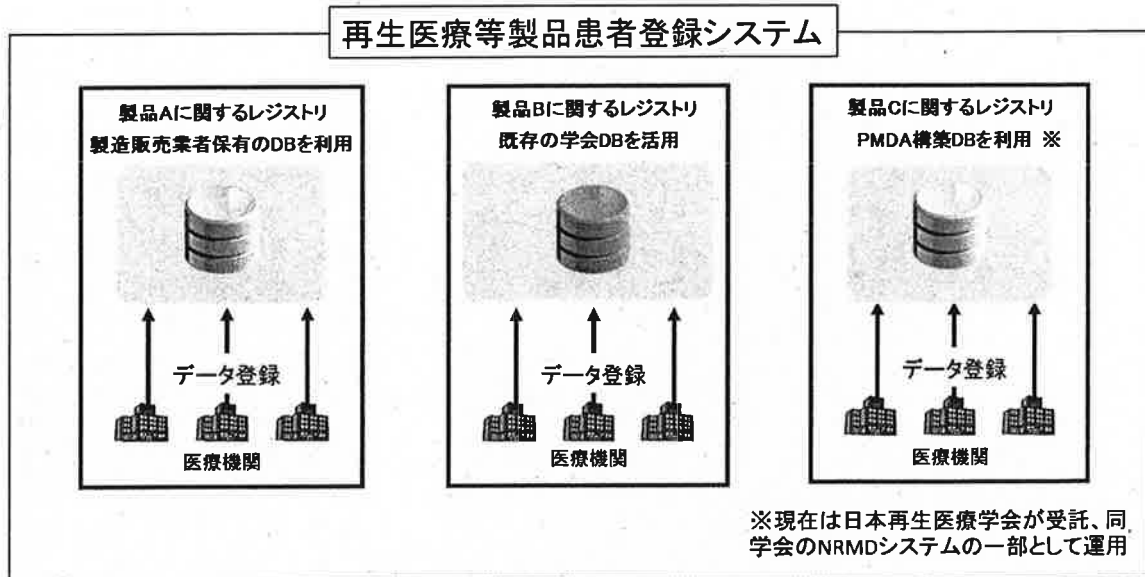 再生医療等製品患者登録システム
製品Aに関するレジストリ
製造販売業者保有のDBを利用
データ登録
医療機関
製品Bに関するレジストリ
既存の学会DBを活用
データ登録
医療機関
製品Cに関するレジストリ
PMDA構築DBを利用 ※
データ登録
医療機関
※現在は日本再生医療学会が受託、同
学会のNRMDシステムの一部として運用